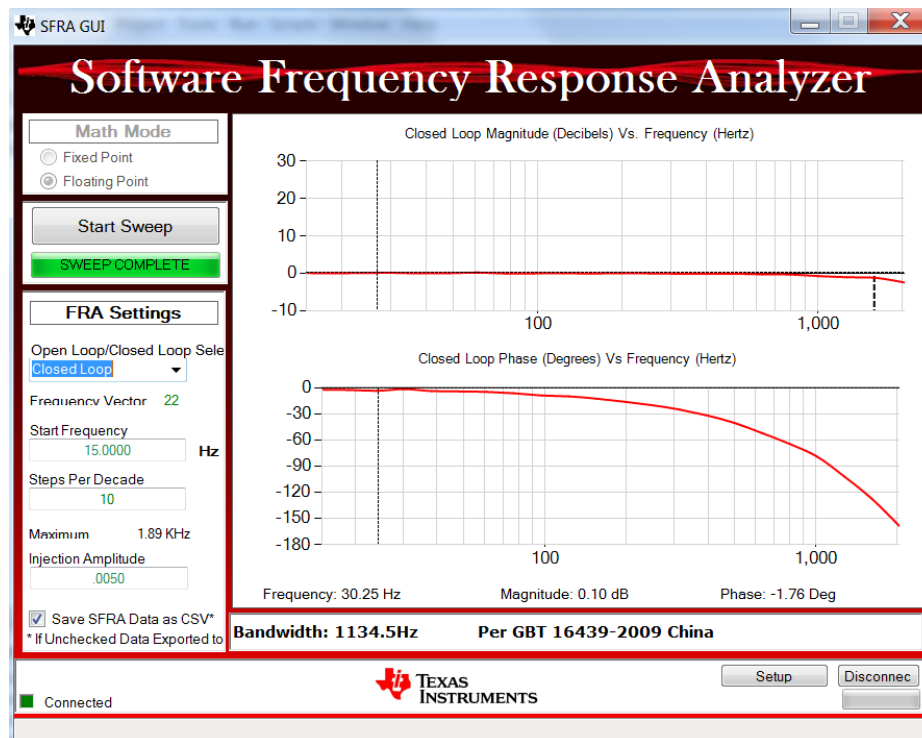 SFRA GUI
Software Frequency Response Analyzer
Math Mode
Fixed Point
Floating Point
Start Sweep
SWEEP COMPLETE
FRA Settings
Open Loop/Closed Loop Sele
Closed Loop
Frequency Vector 22
Start Frequency
15.0000 Hz
Steps Per Decade
10
Maximum 1.89 KHz
Injection Amplitude
.0050
Save SFRA Data as CSV*
* If Unchecked Data Exported to
Closed Loop Magnitude (Decibels) Vs. Frequency (Hertz)
30
20
10
0
-10
100 1,000
Closed Loop Phase (Degrees) Vs Frequency (Hertz)
0
-30
-60
-90
-120
-150
-180
100 1,000
Frequency: 30.25 Hz Magnitude: 0.10 dB Phase: -1.76 Deg
Bandwidth: 1134.5Hz Per GBT 16439-2009 China
Connected
TEXAS
INSTRUMENTS
Setup Disconnec